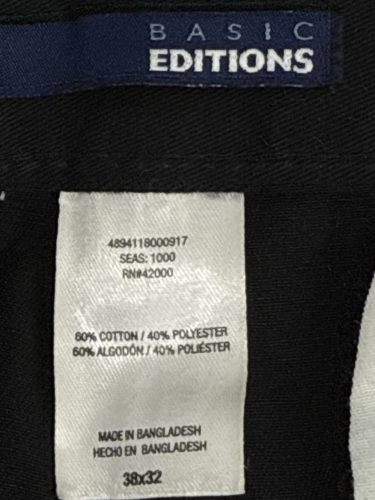 BASIC
EDITIONS
4894118000917
SEAS: 1000
RN#42000
60% COTTON / 40% POLYESTER
60% ALGODÓN / 40% POLIÉSTER
MADE IN BANGLADESH
HECHO EN BANGLADESH
38x32